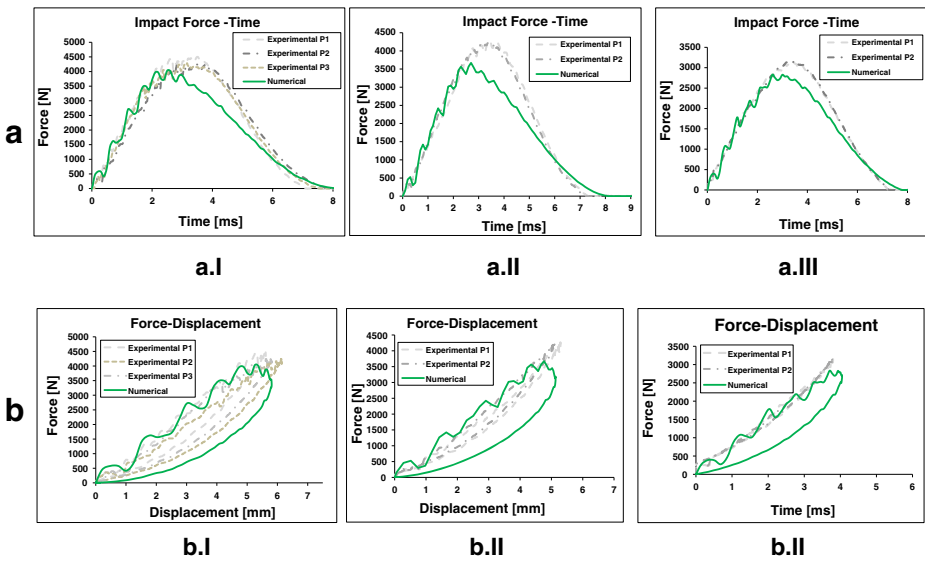 a
Impact Force -Time
Force [N]
5000
4500
4000
3500
3000
2500
2000
1500
1000
500
0
Experimental P1
Experimental P2
Experimental P3
Numerical
0 2 4 6 8
Time [ms]
a.I
Impact Force -Time
Force [N]
4500
4000
3500
3000
2500
2000
1500
1000
500
0
Experimental P1
Experimental P2
Numerical
0 1 2 3 4 5 6 7 8 9
Time [ms]
a.II
Impact Force -Time
Force [N]
3500
3000
2500
2000
1500
1000
500
0
Experimental P1
Experimental P2
Numerical
0 2 4 6 8
Time [ms]
a.III
b
Force-Displacement
Force [N]
5000
4500
4000
3500
3000
2500
2000
1500
1000
500
0
Experimental P1
Experimental P2
Experimental P3
Numerical
0 1 2 3 4 5 6 7
Displacement [mm]
b.I
Force-Displacement
Force [N]
4500
4000
3500
3000
2500
2000
1500
1000
500
0
Experimental P1
Experimental P2
Numerical
0 1 2 3 4 5 6 7
Displacement [mm]
b.II
Force-Displacement
Force [N]
3500
3000
2500
2000
1500
1000
500
0
Experimental P1
Experimental P2
Numerical
0 1 2 3 4 5 6
Time [ms]
b.II